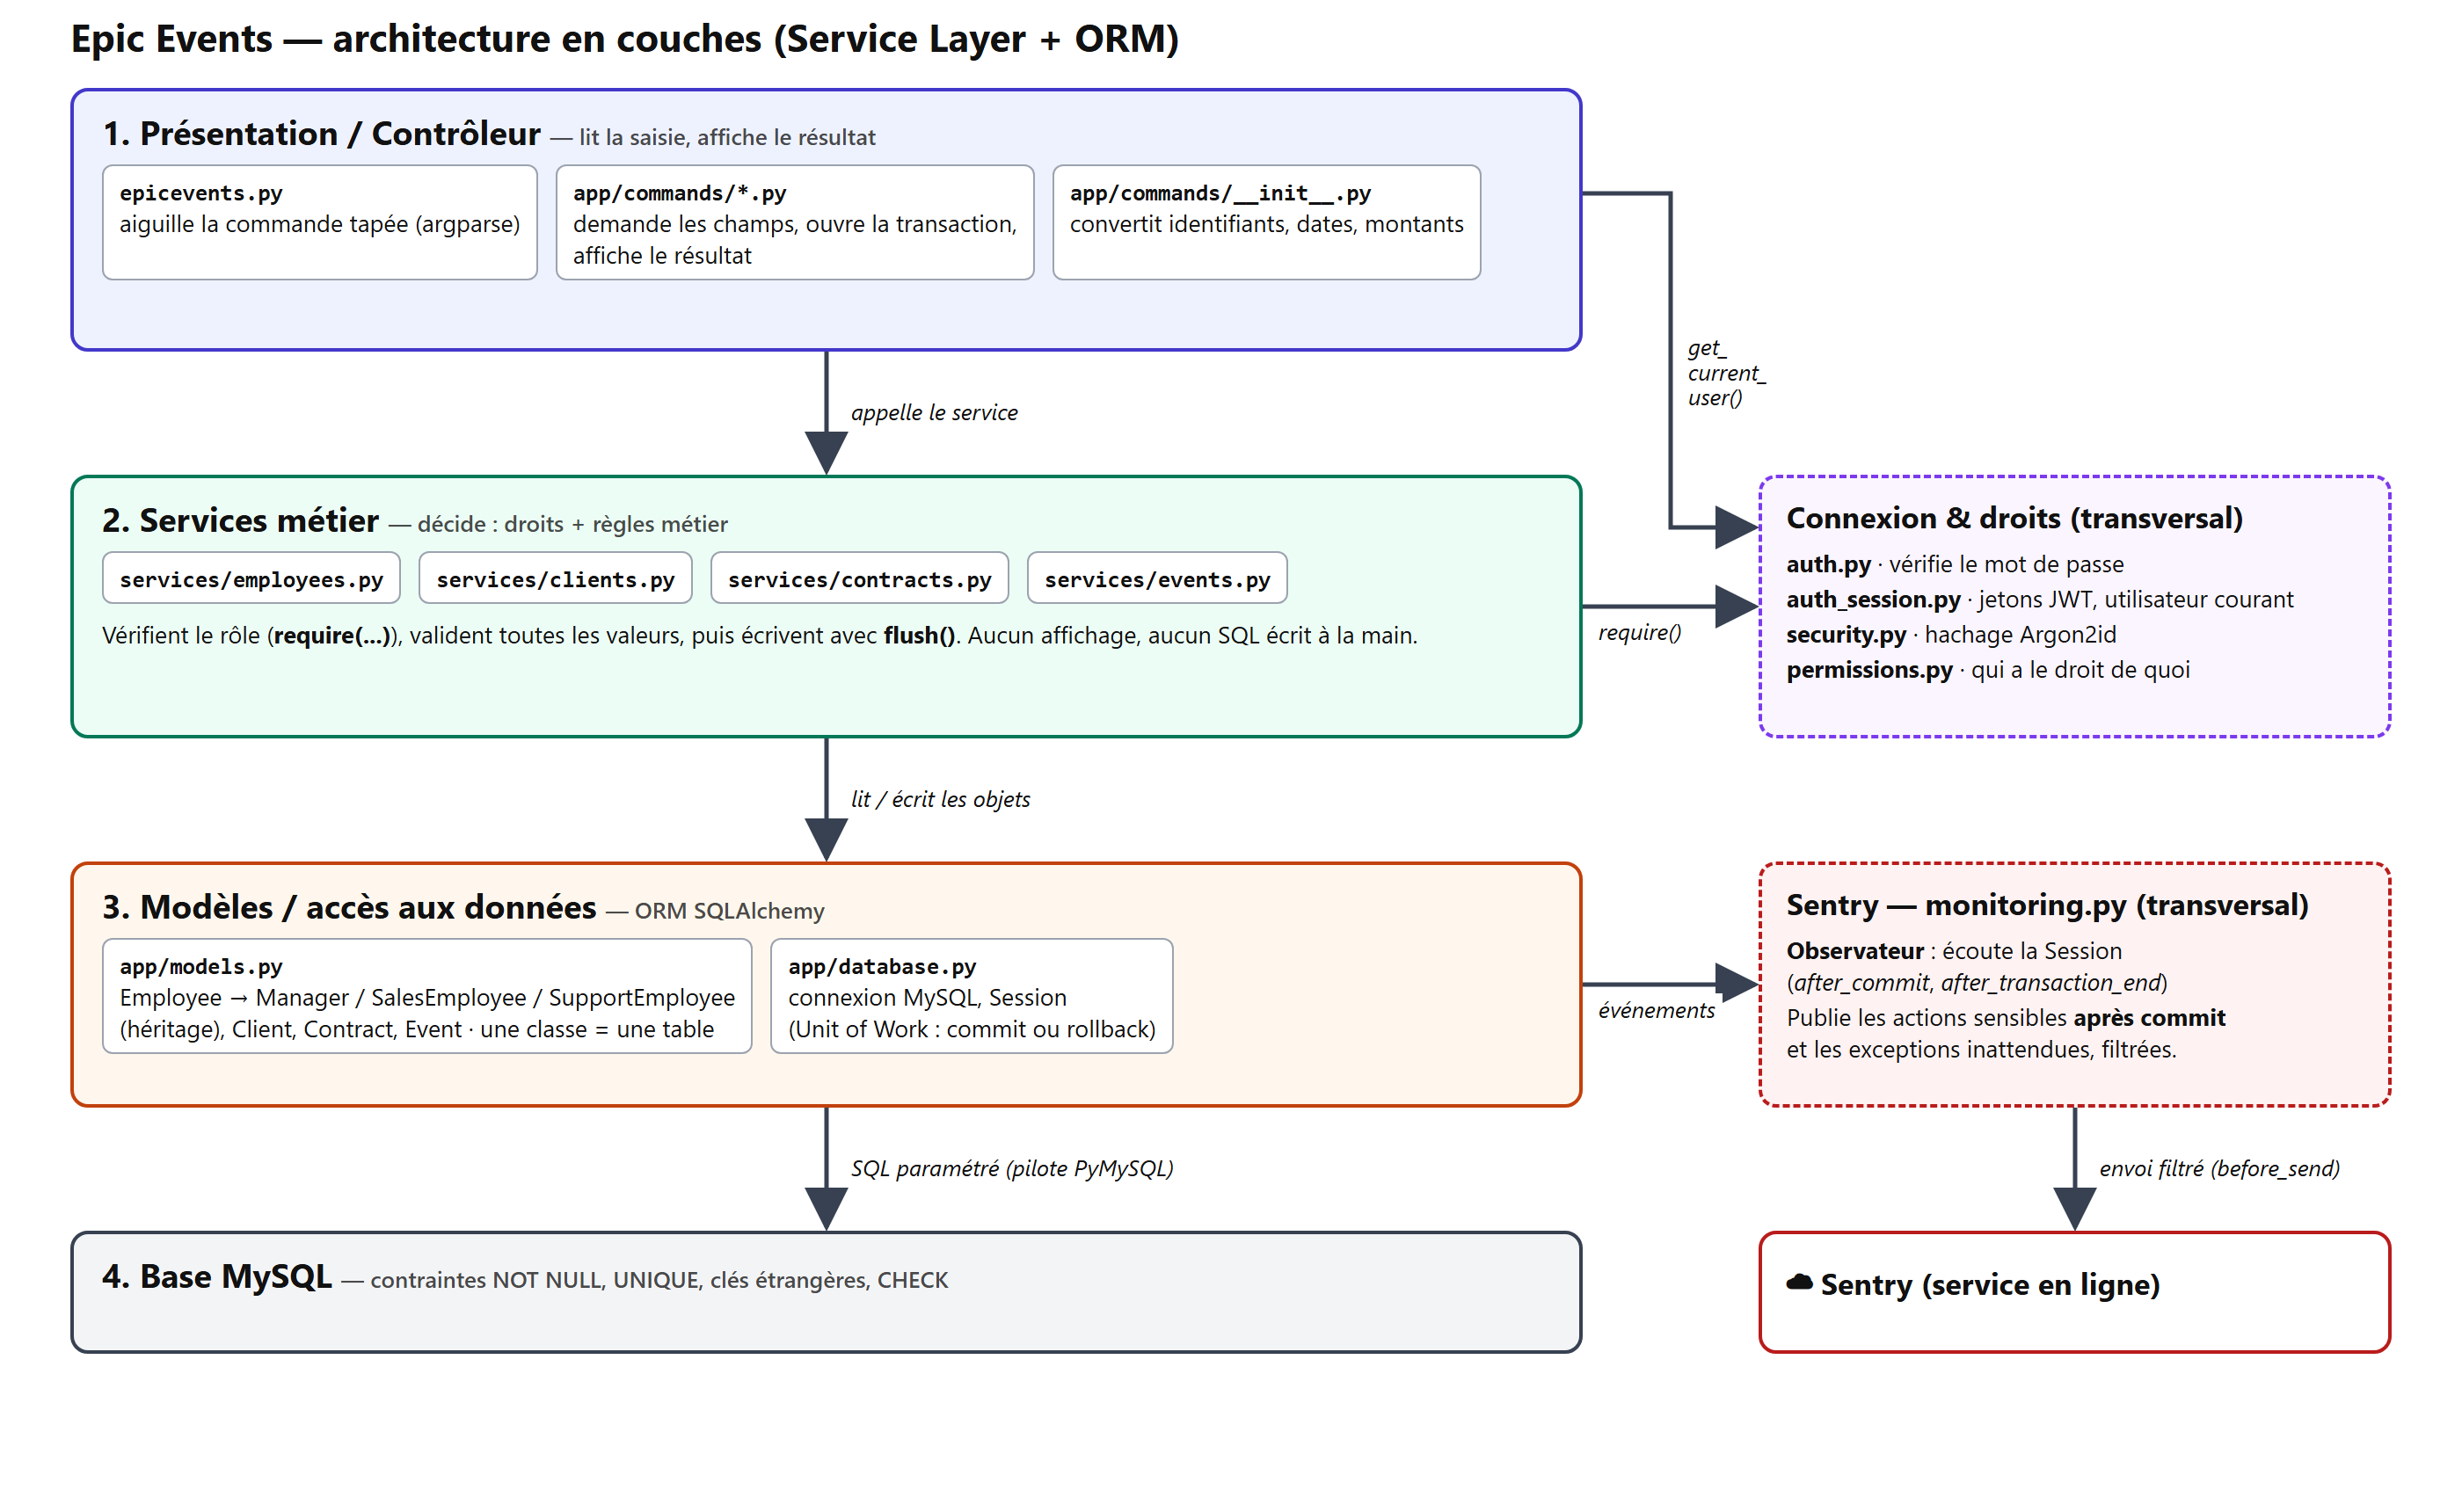 Epic Events — architecture en couches (Service Layer + ORM)
1. Présentation / Contrôleur — lit la saisie, affiche le résultat
epicevents.py
aiguille la commande tapée (argparse)
app/commands/*.py
demande les champs, ouvre la transaction,
affiche le résultat
app/commands/__init__.py
convertit identifiants, dates, montants
get_
current_
user()
appelle le service
2. Services métier — décide : droits + règles métier
services/employees.py
services/clients.py
services/contracts.py
services/events.py
Vérifient le rôle (require(...)), valident toutes les valeurs, puis écrivent avec flush(). Aucun affichage, aucun SQL écrit à la main.
require()
Connexion & droits (transversal)
auth.py · vérifie le mot de passe
auth_session.py · jetons JWT, utilisateur courant
security.py · hachage Argon2id
permissions.py · qui a le droit de quoi
lit / écrit les objets
3. Modèles / accès aux données — ORM SQLAlchemy
app/models.py
Employee → Manager / SalesEmployee / SupportEmployee
(héritage), Client, Contract, Event · une classe = une table
app/database.py
connexion MySQL, Session
(Unit of Work : commit ou rollback)
événements
Sentry — monitoring.py (transversal)
Observateur : écoute la Session
(after_commit, after_transaction_end)
Publie les actions sensibles après commit
et les exceptions inattendues, filtrées.
SQL paramétré (pilote PyMySQL)
envoi filtré (before_send)
4. Base MySQL — contraintes NOT NULL, UNIQUE, clés étrangères, CHECK
Sentry (service en ligne)